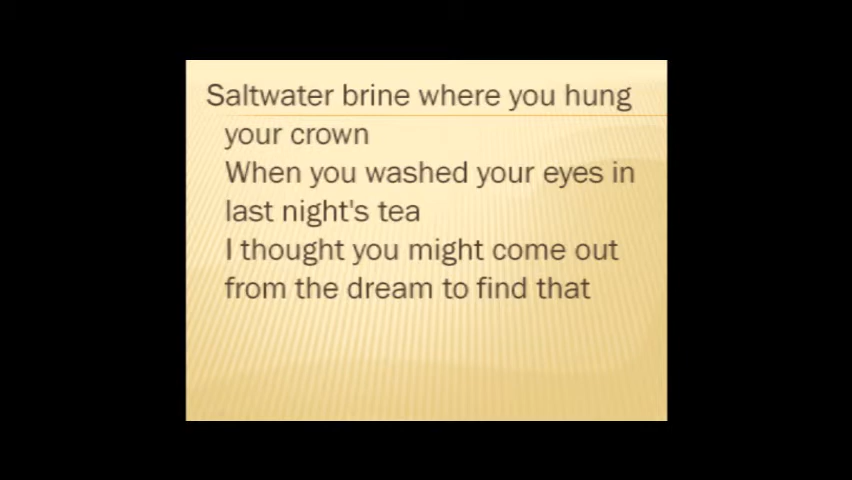 Saltwater brine where you hung
your crown
When you washed your eyes in
last night's tea
I thought you might come out
from the dream to find that